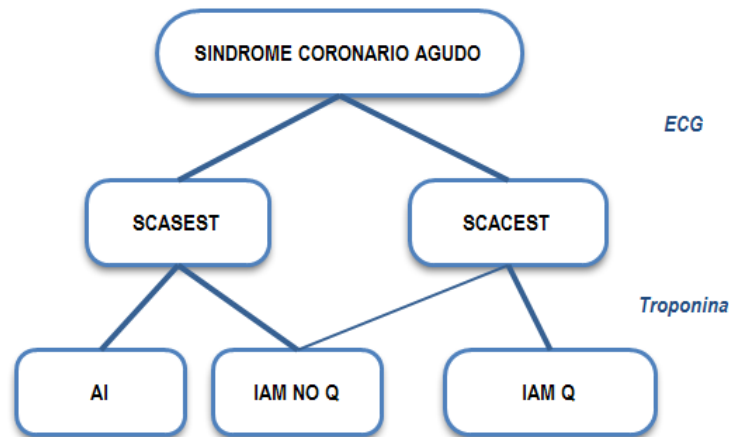 SINDROME CORONARIO AGUDO
ECG
SCASEST
SCACEST
Troponina
AI
IAM NO Q
IAM Q